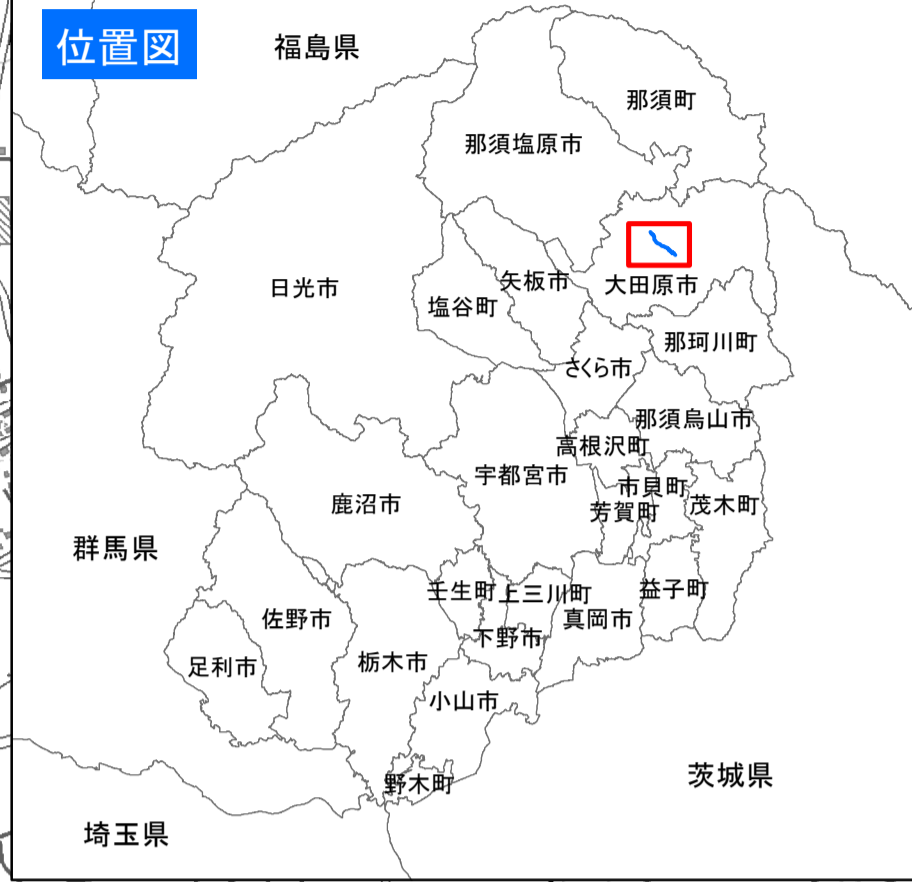 位置図
福島県
那須町
那須塩原市
日光市
矢板市
大田原市
塩谷町
那珂川町
さくら市
那須烏山市
高根沢町
宇都宮市
市貝町
鹿沼市
芳賀町
茂木町
群馬県
壬生町
上三川町
益子町
佐野市
真岡市
下野市
足利市
栃木市
小山市
茨城県
野木町
埼玉県